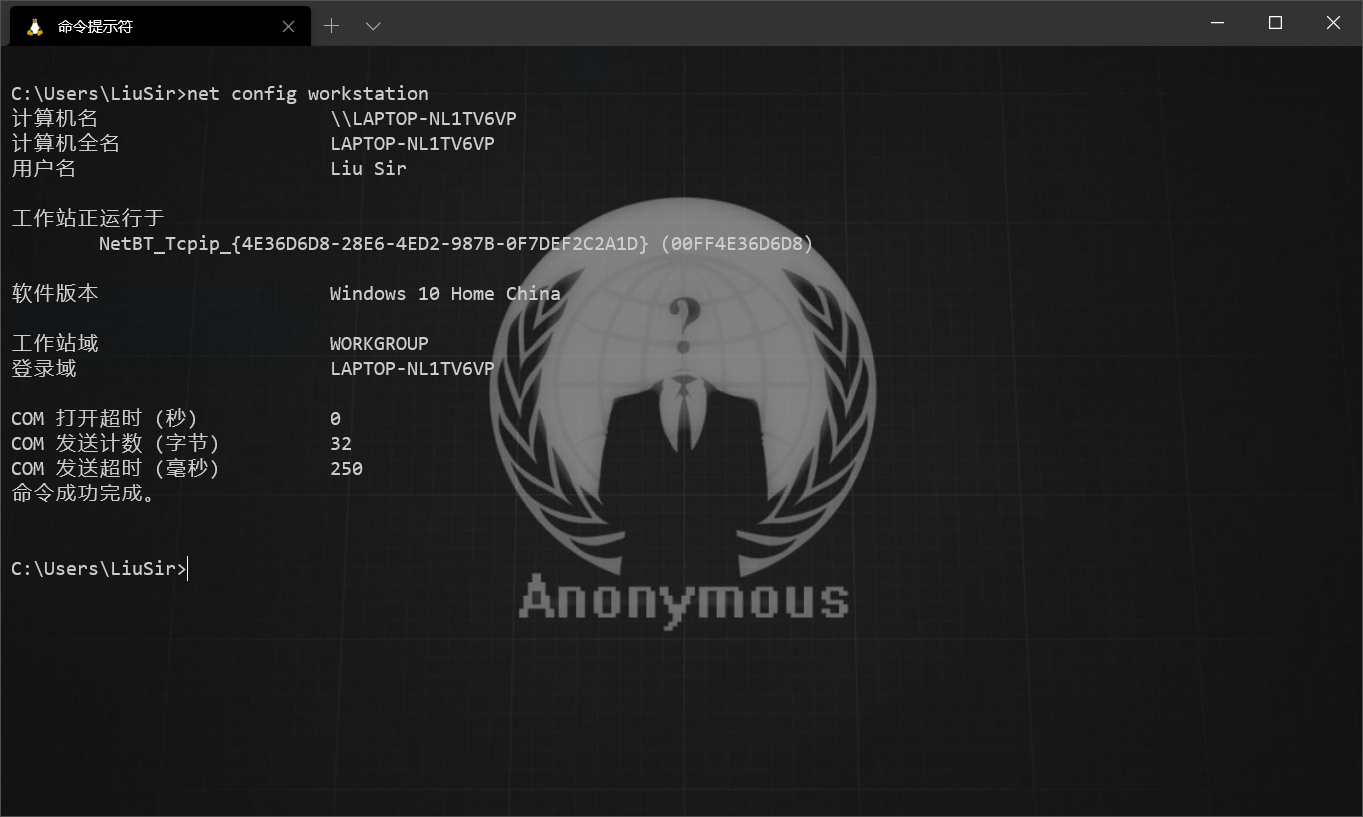 命令提示符
C:\Users\LiuSir>net config workstation
计算机名 \\LAPTOP-NL1TV6VP
计算机全名 LAPTOP-NL1TV6VP
用户名 Liu Sir
工作站正运行于
NetBT_Tcpip_{4E36D6D8-28E6-4ED2-987B-0F7DEF2C2A1D} (00FF4E36D6D8)
软件版本 Windows 10 Home China
工作站域 WORKGROUP
登录域 LAPTOP-NL1TV6VP
COM 打开超时 (秒) 0
COM 发送计数 (字节) 32
COM 发送超时 (毫秒) 250
命令成功完成。
C:\Users\LiuSir>
?
Anonymous